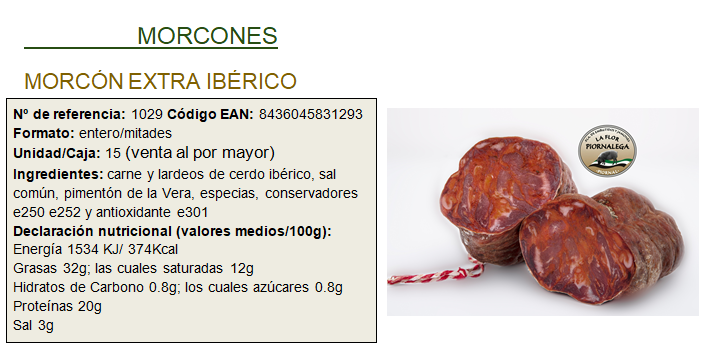 MORCONES
MORCÓN EXTRA IBÉRICO
Nº de referencia: 1029 Código EAN: 8436045831293
Formato: entero/mitades
Unidad/Caja: 15 (venta al por mayor)
Ingredientes: carne y lardeos de cerdo ibérico, sal
común, pimentón de la Vera, especias, conservadores
e250 e252 y antioxidante e301
Declaración nutricional (valores medios/100g):
Energía 1534 KJ/ 374Kcal
Grasas 32g; las cuales saturadas 12g
Hidratos de Carbono 0.8g; los cuales azúcares 0.8g
Proteínas 20g
Sal 3g
LA FLOR
PIORNALEGA
PIORNAL